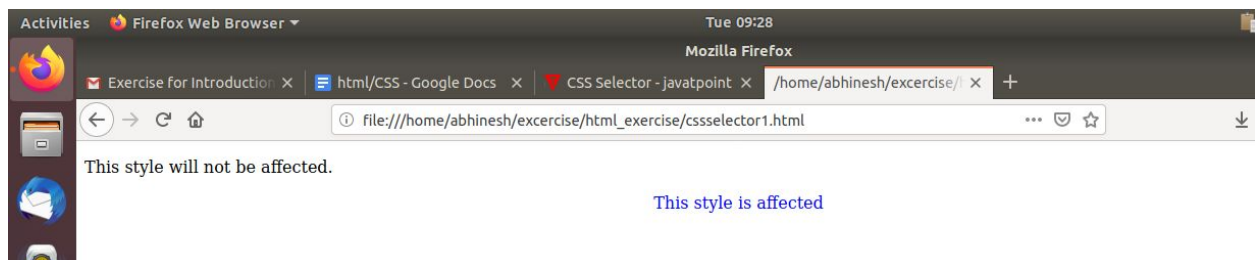 Activities Firefox Web Browser Tue 09:28
Mozilla Firefox
Exercise for Introduction html/CSS - Google Docs CSS Selector - javatpoint /home/abhinesh/excercise/
file:///home/abhinesh/excercise/html_exercise/cssselector1.html
This style will not be affected.
This style is affected